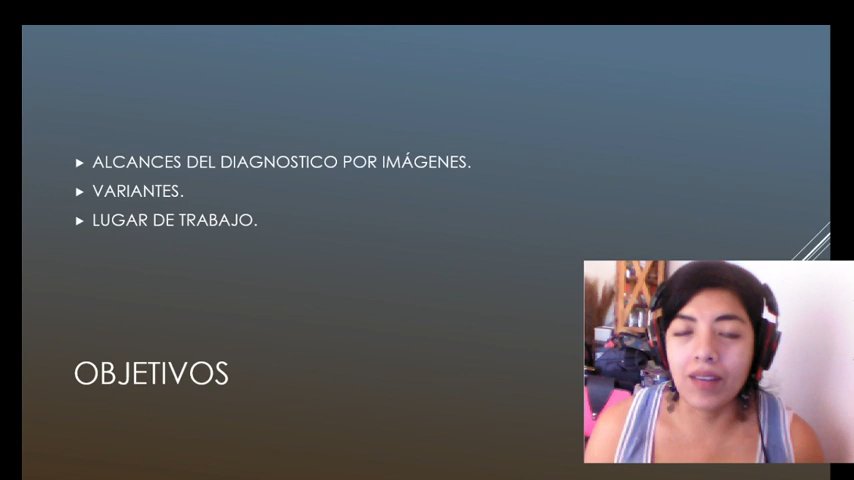 ALCANCES DEL DIAGNOSTICO POR IMÁGENES.
VARIANTES.
LUGAR DE TRABAJO.
OBJETIVOS